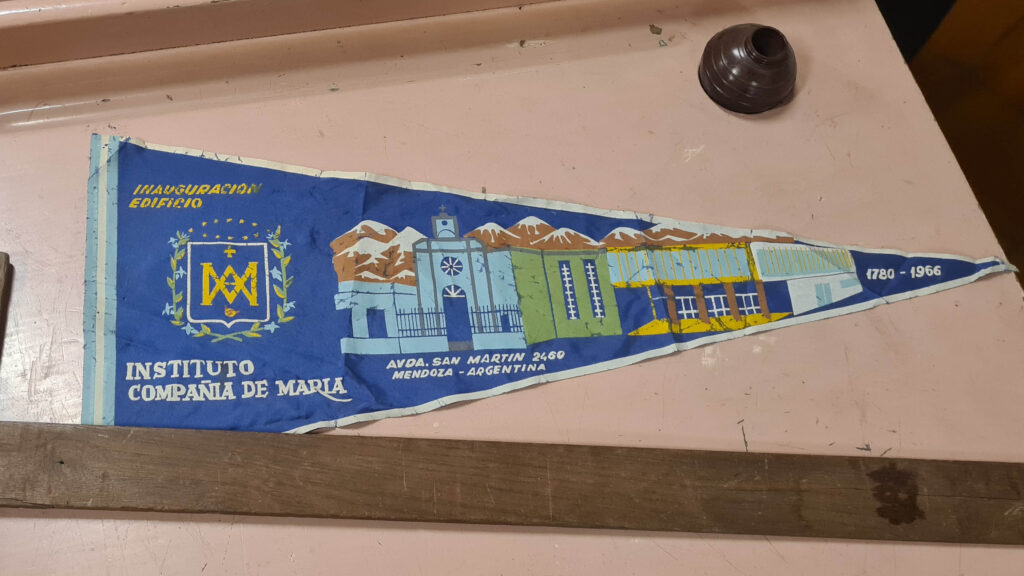 INAUGURACION
EDIFICIO
INSTITUTO
COMPAÑIA DE MARIA
AVDA. SAN MARTIN 2460
MENDOZA - ARGENTINA
1780 - 1966